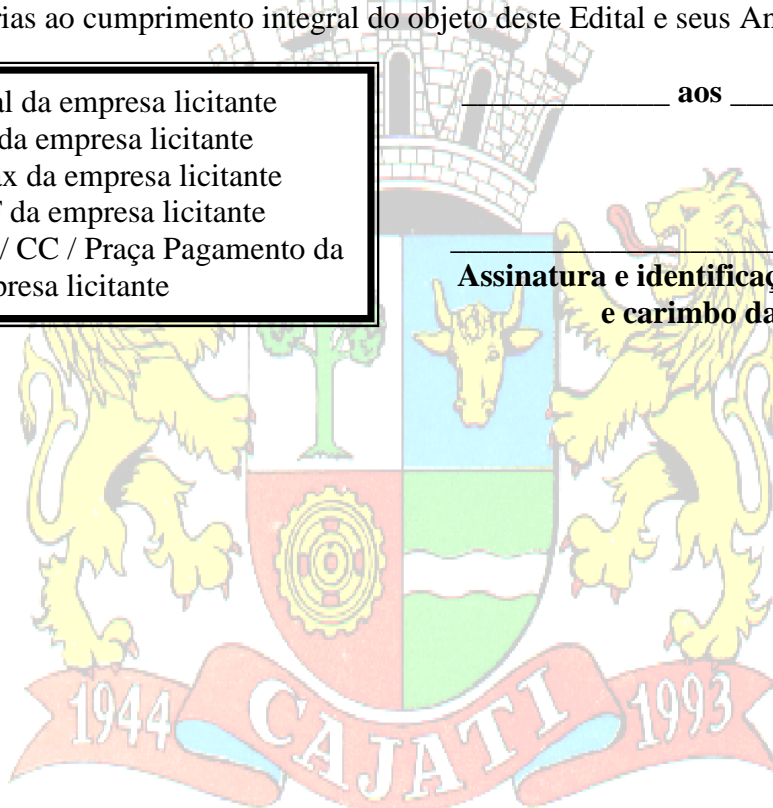 rias ao cumprimento integral do objeto deste Edital e seus An
al da empresa licitante
da empresa licitante
ax da empresa licitante
da empresa licitante
/ CC / Praça Pagamento da
presa licitante
_____________ aos ____
Assinatura e identificaç
e carimbo da
1944 CAJATI 1993